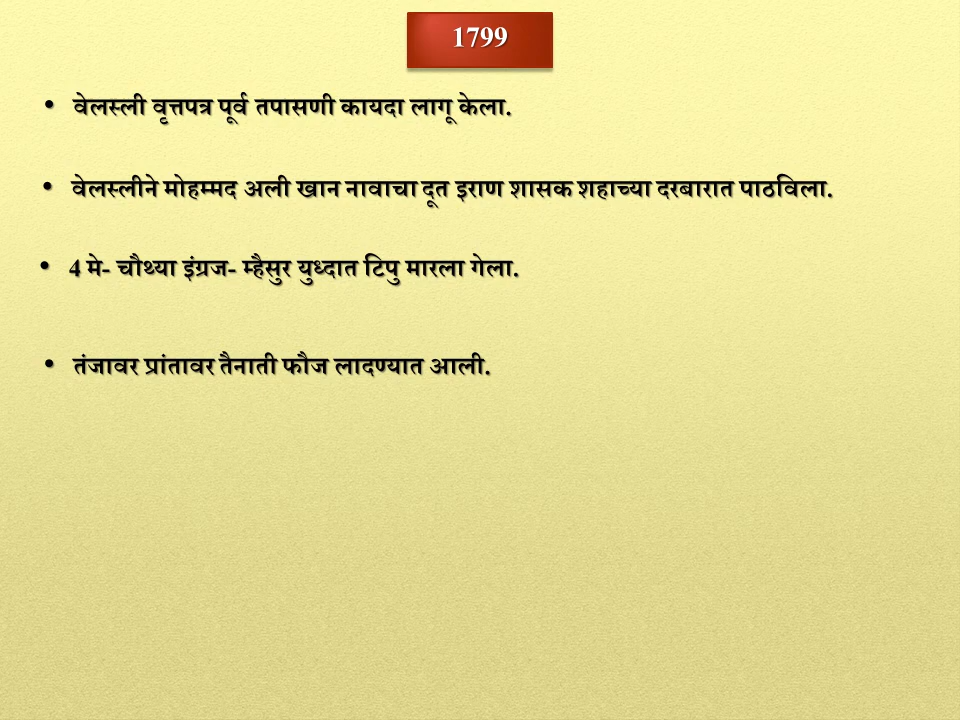 1799
• वेलस्ली वृत्तपत्र पूर्व तपासणी कायदा लागू केला.
• वेलस्लीने मोहम्मद अली खान नावाचा दूत इराण शासक शहाच्या दरबारात पाठविला.
• 4 मे- चौथ्या इंग्रज- म्हैसुर युध्दात टिपु मारला गेला.
• तंजावर प्रांतावर तैनाती फौज लादण्यात आली.